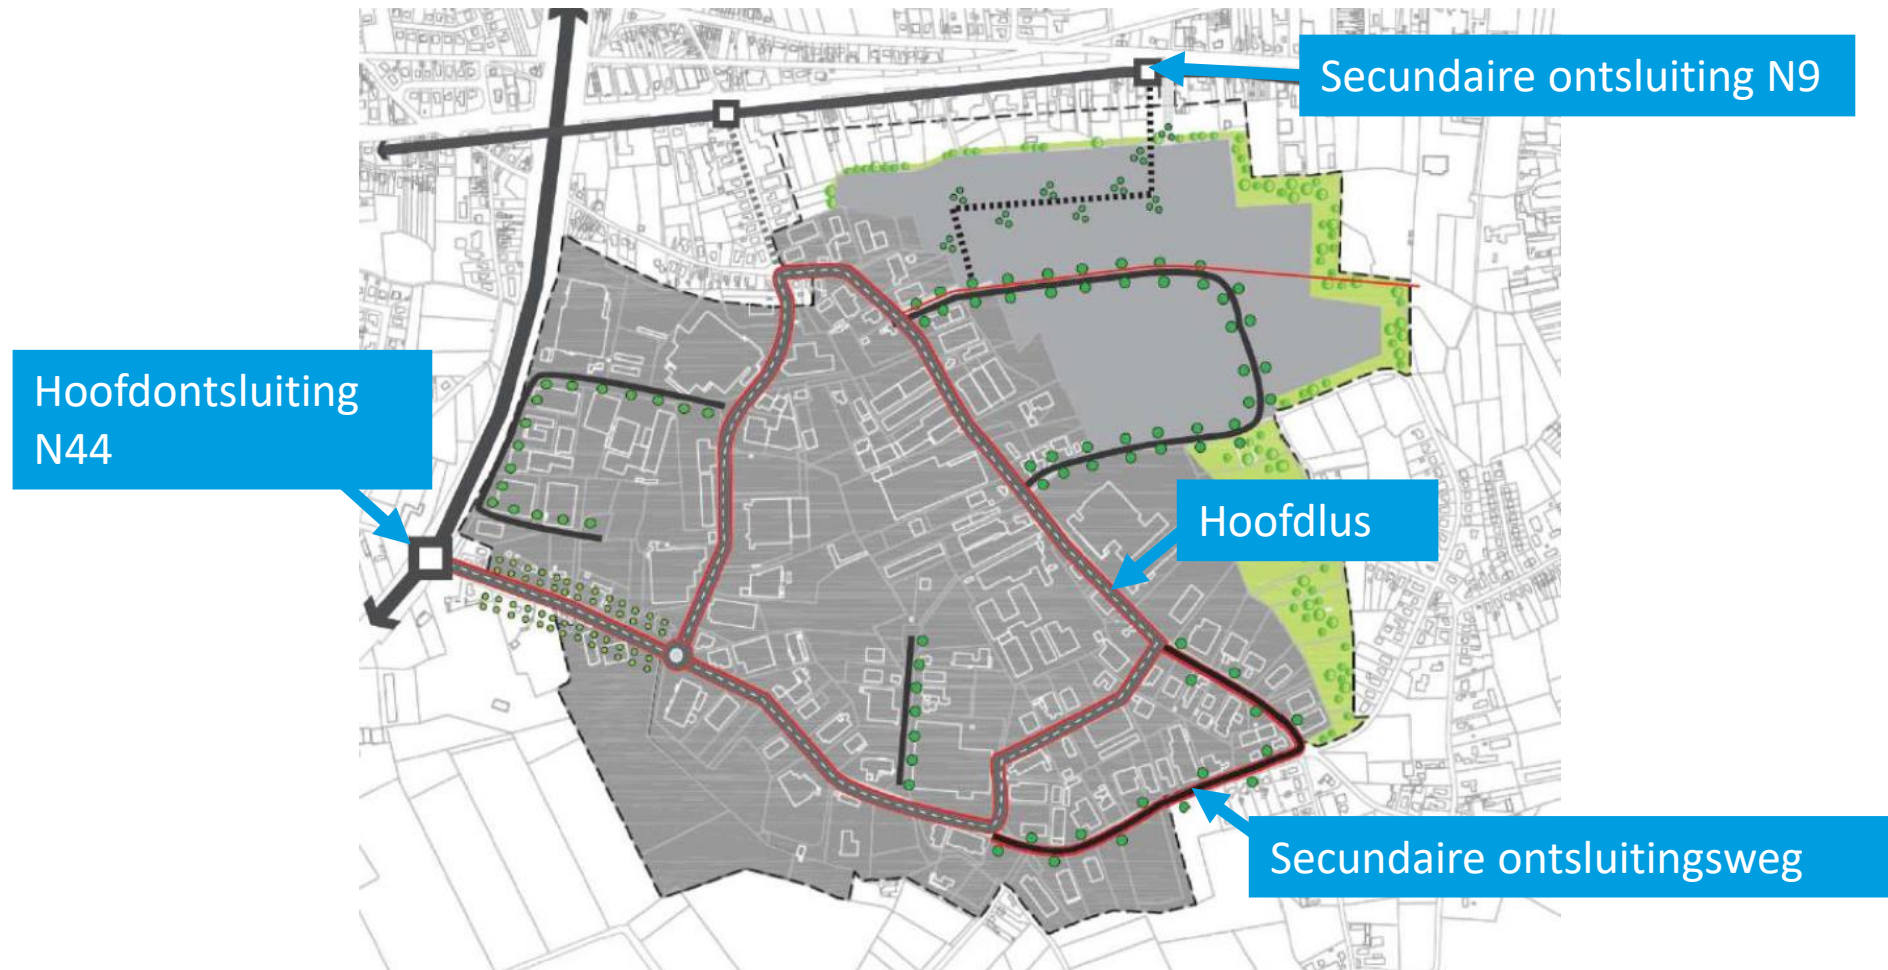 Secundaire ontsluiting N9
Hoofdontsluiting
N44
Hoofdlus
Secundaire ontsluitingsweg